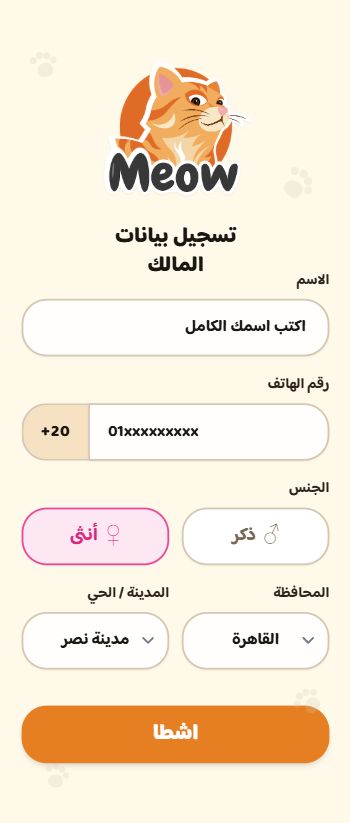 Meow
تسجيل بيانات
المالك
الاسم
اكتب اسمك الكامل
رقم الهاتف
+20
01xxxxxxxxx
الجنس
ذكر
أنثى
المحافظة
المدينة / الحي
القاهرة
مدينة نصر
اشطا